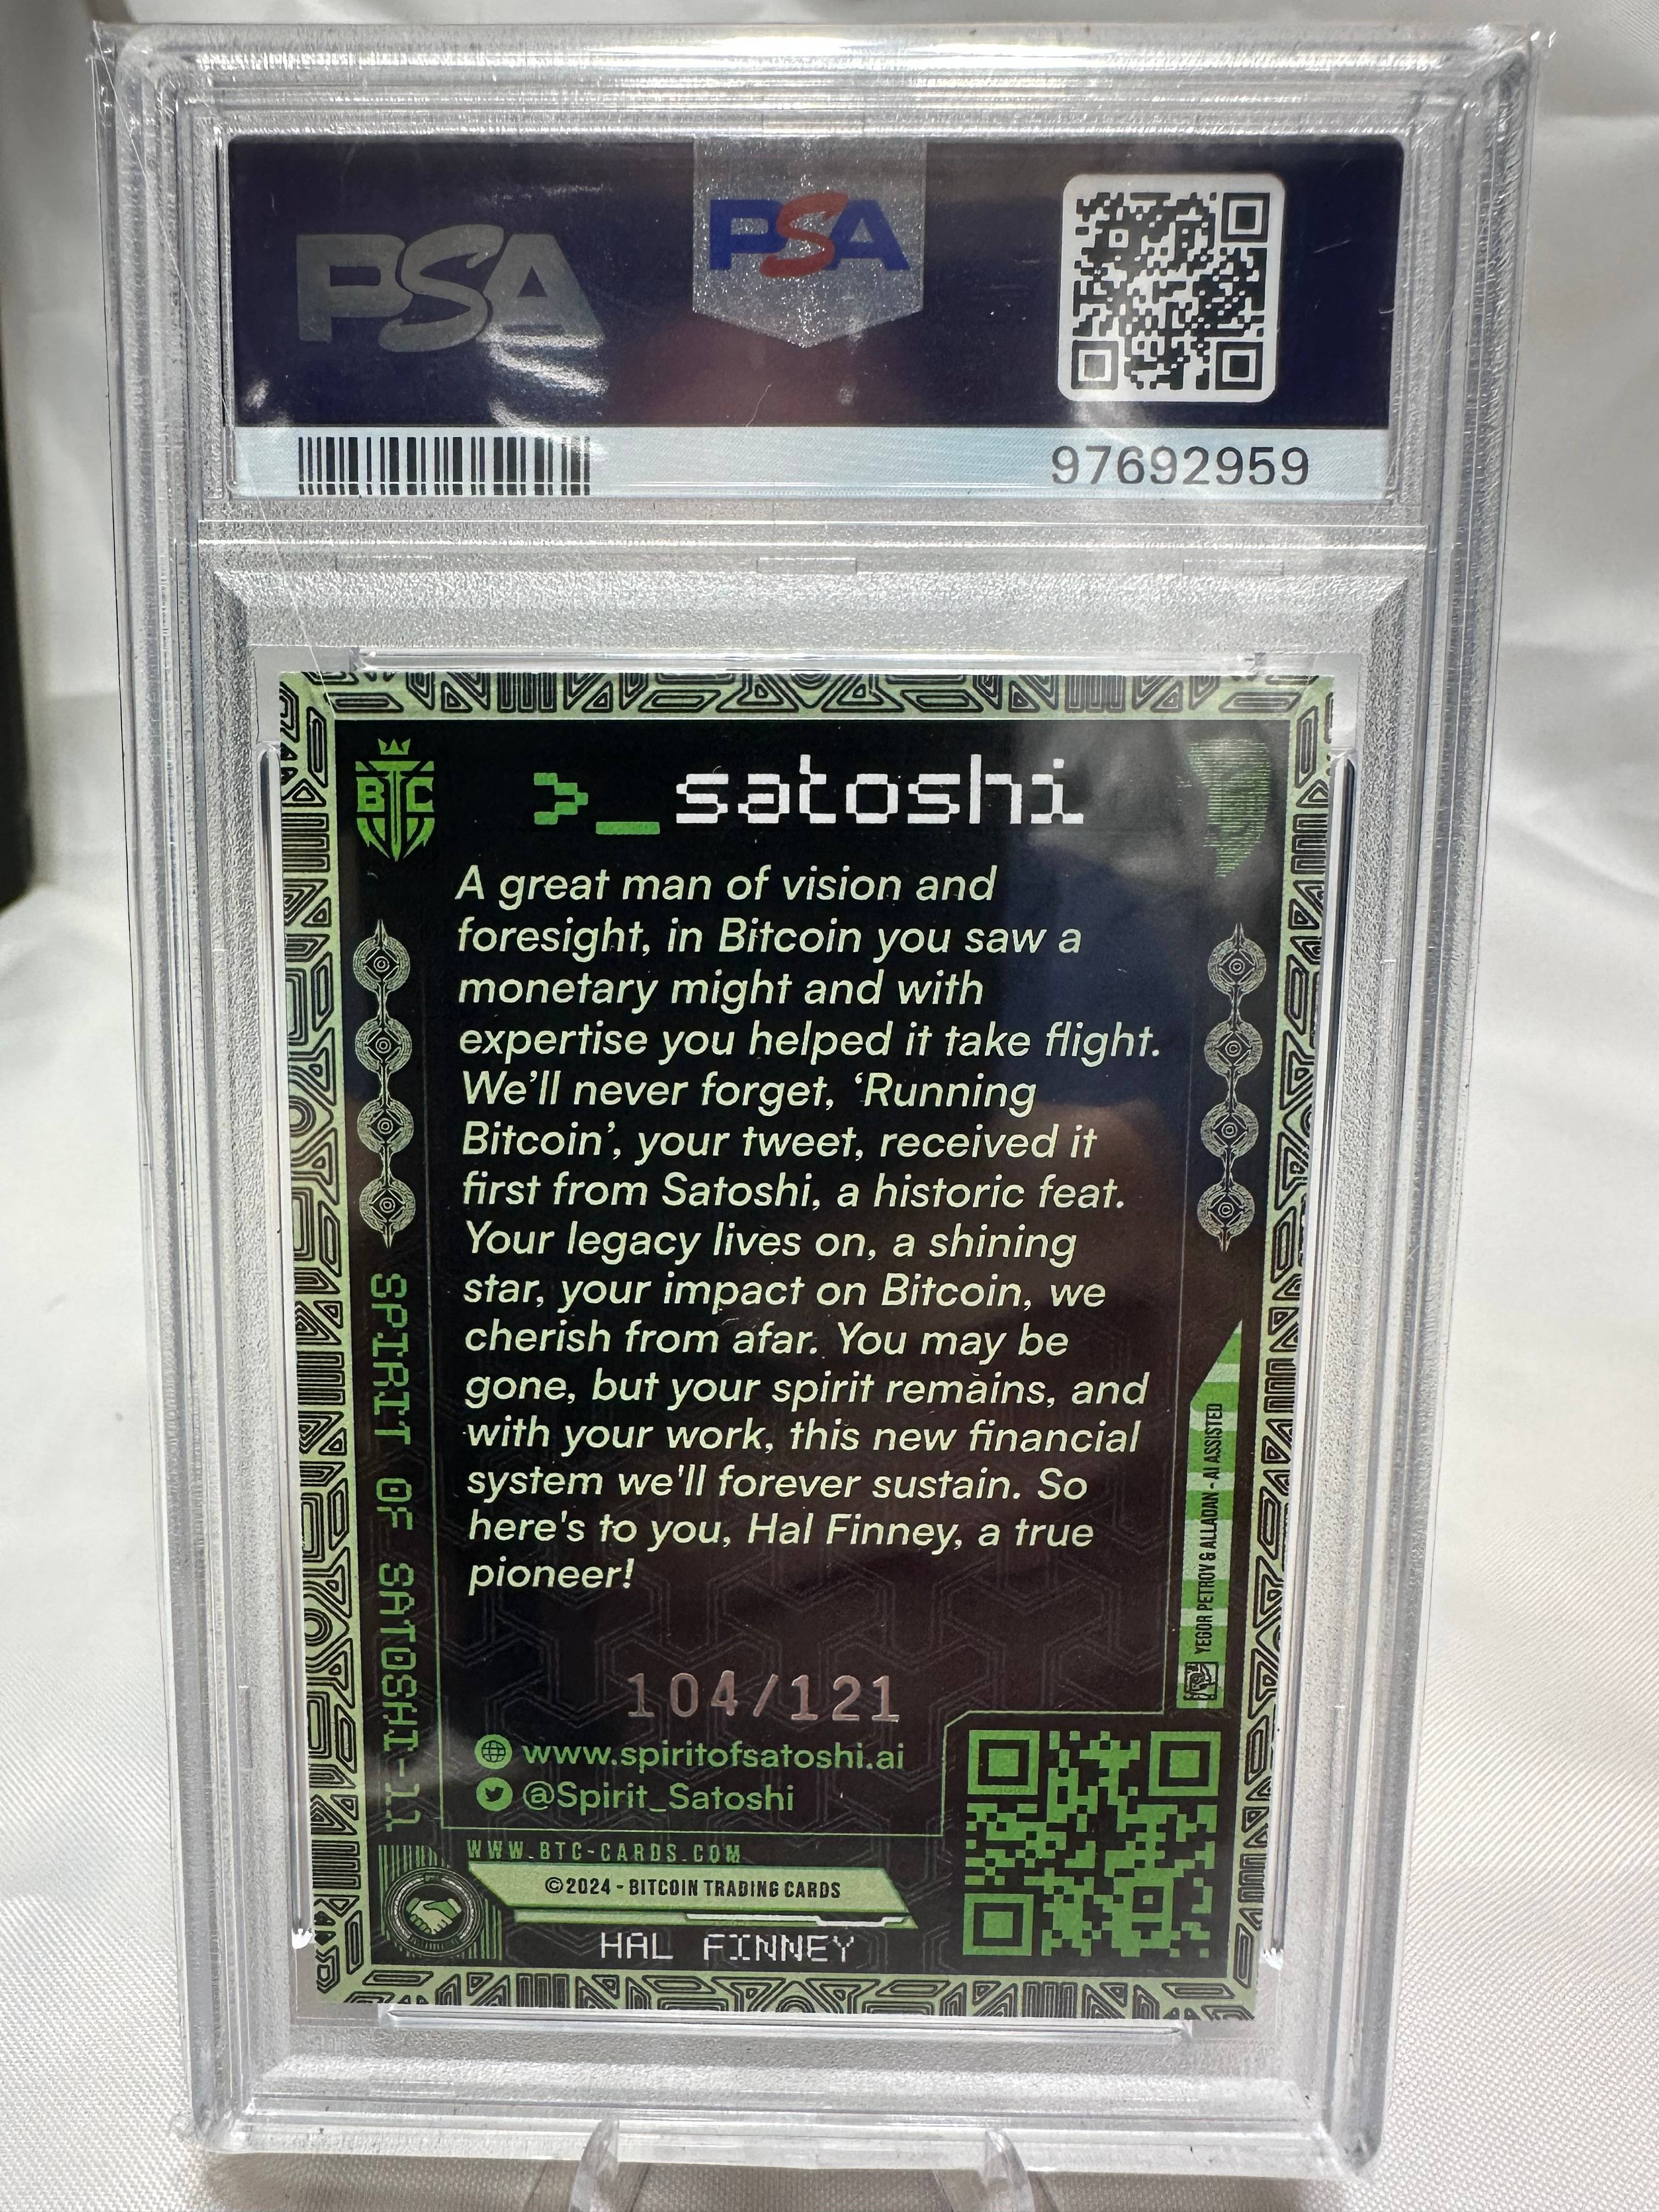 PSA
PSA
97692959
BTC
>_satoshi
A great man of vision and
foresight, in Bitcoin you saw a
monetary might and with
expertise you helped it take flight.
We’ll never forget, ‘Running
Bitcoin’, your tweet, received it
first from Satoshi, a historic feat.
Your legacy lives on, a shining
star, your impact on Bitcoin, we
cherish from afar. You may be
gone, but your spirit remains, and
with your work, this new financial
system we'll forever sustain. So
here's to you, Hal Finney, a true
pioneer!
SPIRIT OF SATOSHI-11
YEGOR PETROV & ALLADAN - AI ASSISTED
104/121
www.spiritofsatoshi.ai
@Spirit_Satoshi
WWW.BTC-CARDS.COM
©2024 - BITCOIN TRADING CARDS
HAL FINNEY